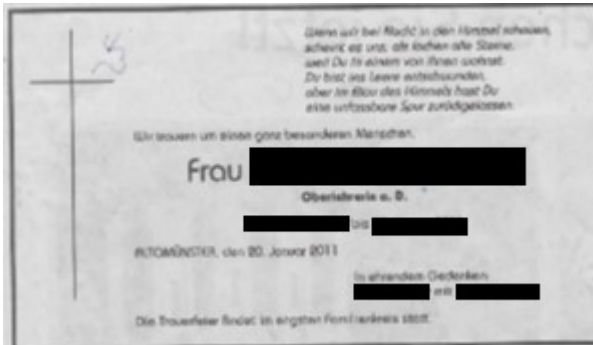 Wenn wir bei Nacht in den Himmel schauen,
scheint es uns, als lachen alle Sterne,
weil Du in einem von ihnen wohnst.
Du bist ins Leere entschwunden,
aber im Blau des Himmels hast Du
eine unfassbare Spur zurückgelassen.
Wir trauern um einen ganz besonderen Menschen.
Frau
Oberlehrerin a. D.
bis
ALTOMÜNSTER, den 20. Januar 2011
In ehrendem Gedenken
mit
Die Trauerfeier findet im engsten Familienkreis statt.